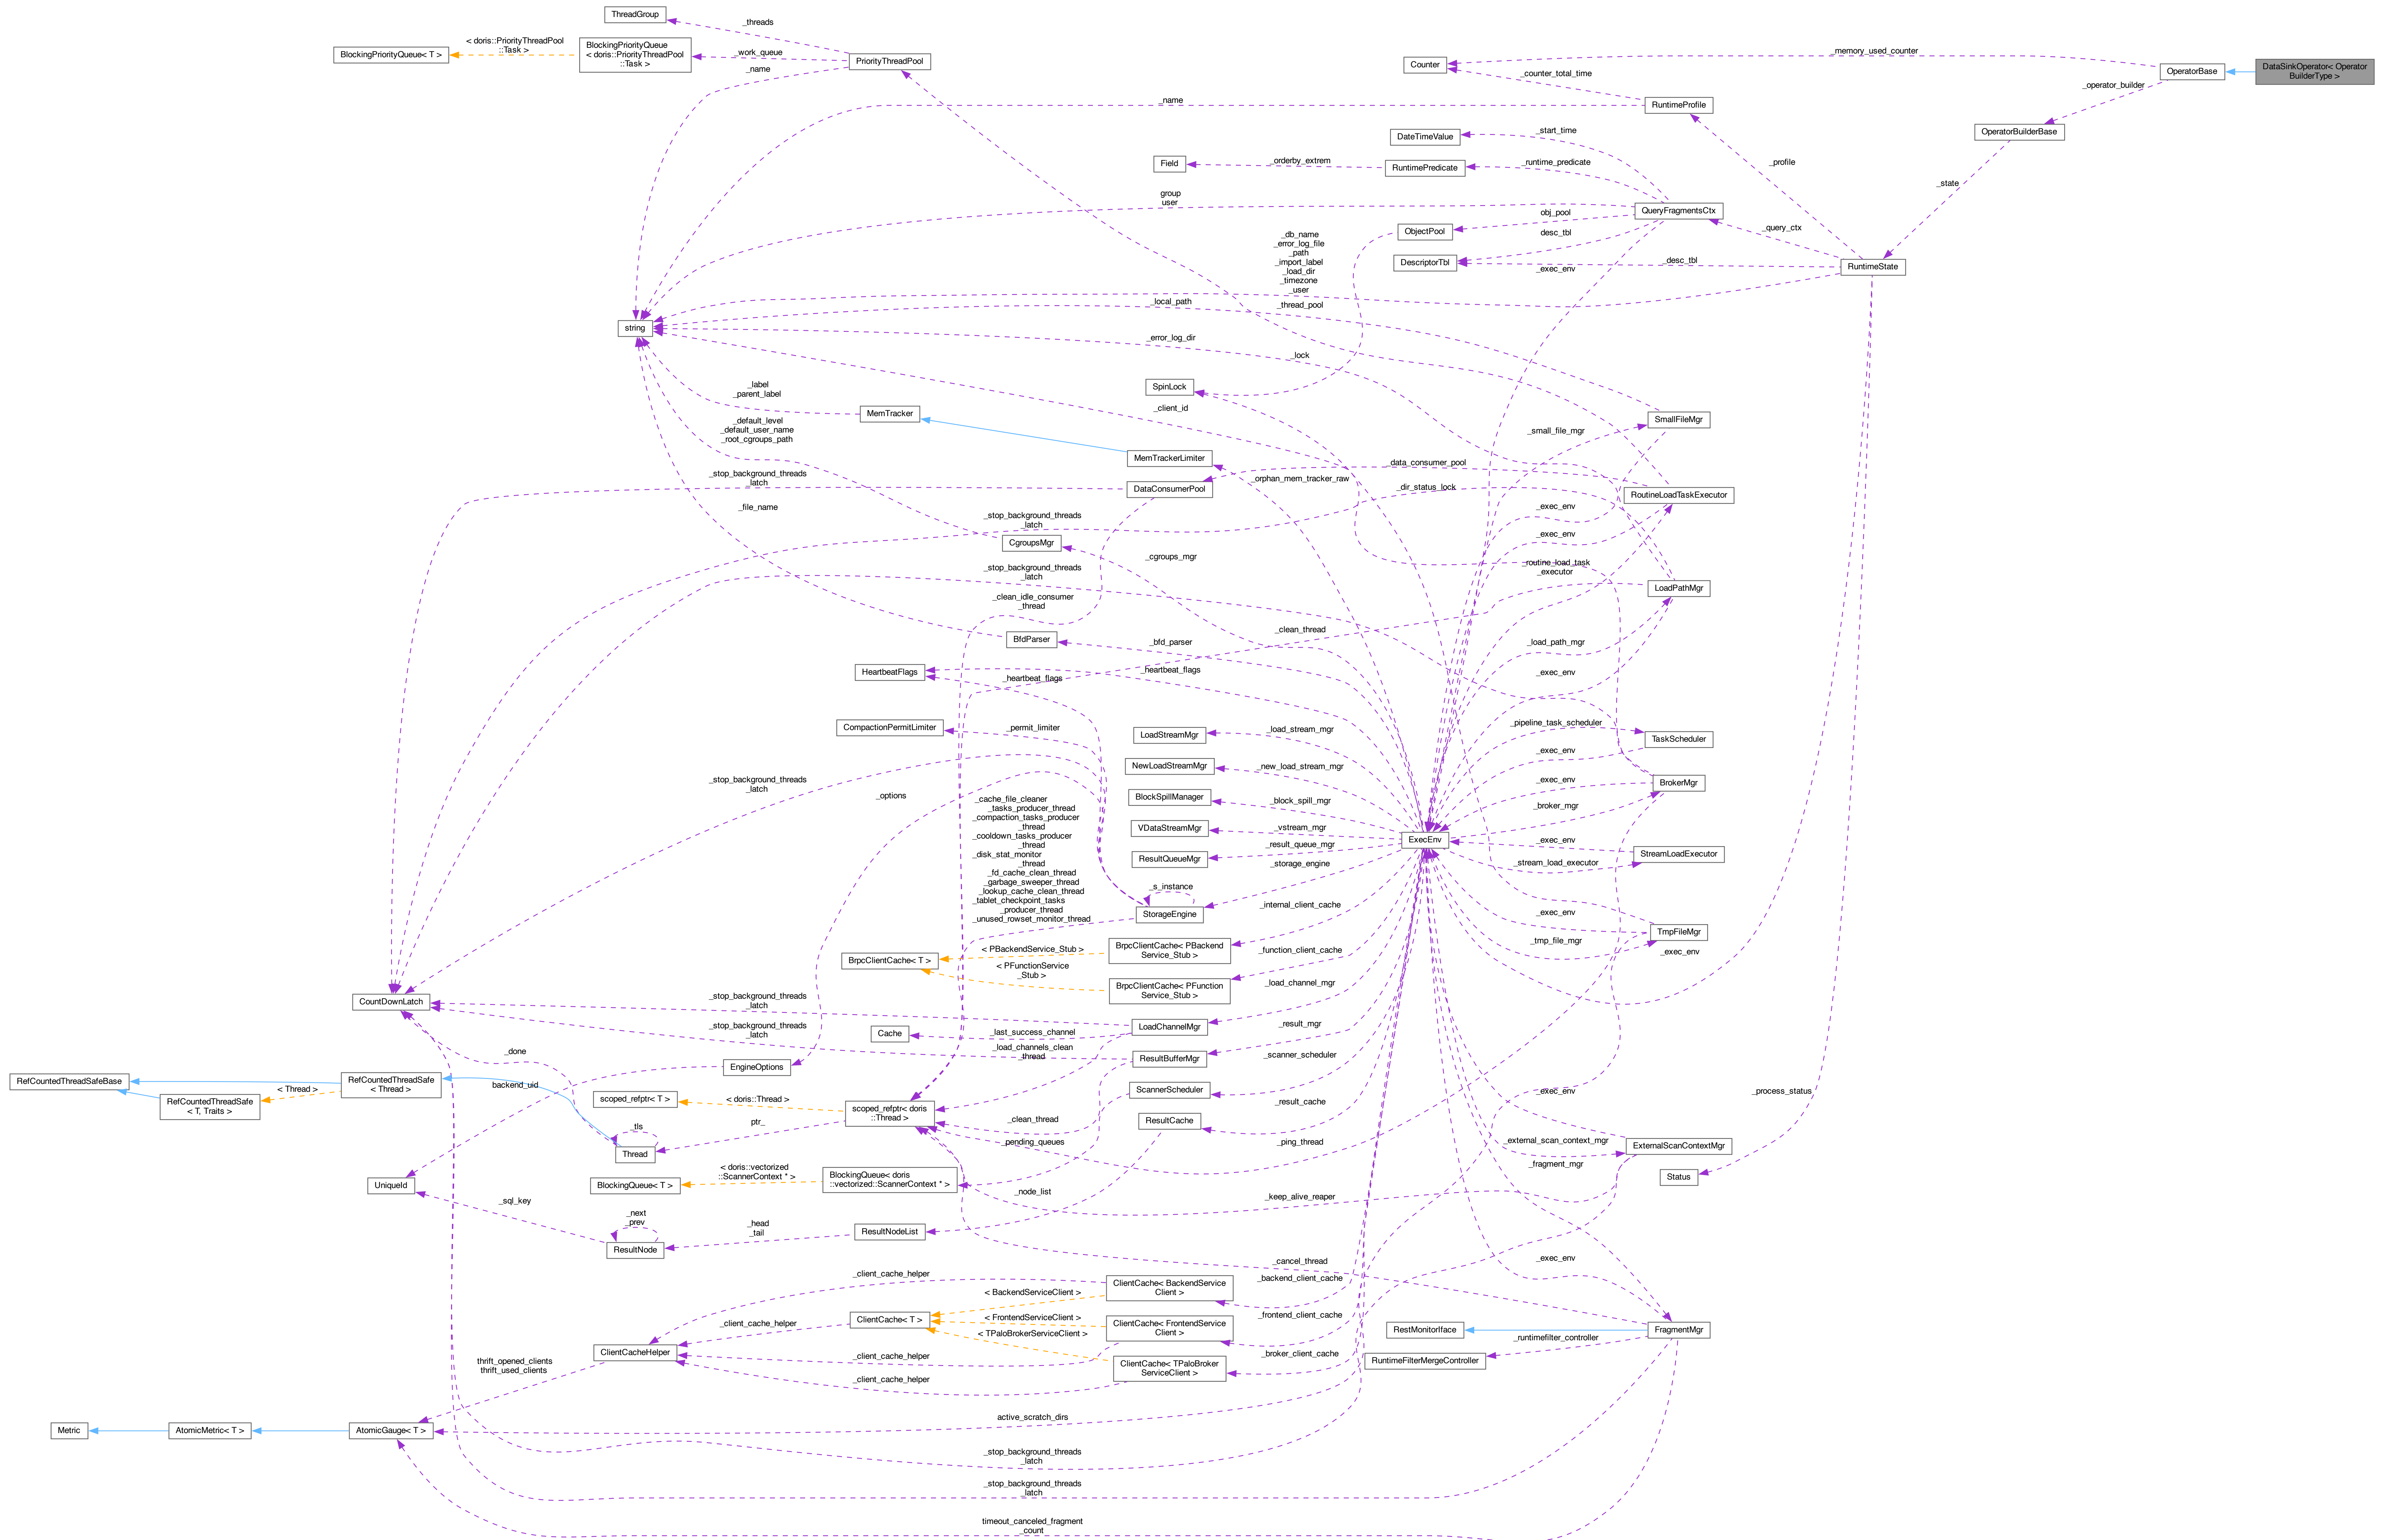 ThreadGroup
_threads
BlockingPriorityQueue< T >
< doris::PriorityThreadPool
::Task >
BlockingPriorityQueue
< doris::PriorityThreadPool
::Task >
_work_queue
_name
PriorityThreadPool
Counter
_memory_used_counter
_counter_total_time
OperatorBase
DataSinkOperator< Operator
BuilderType >
_operator_builder
_name
RuntimeProfile
DateTimeValue
_start_time
OperatorBuilderBase
Field
_orderby_extrem
RuntimePredicate
_runtime_predicate
_profile
_state
group
user
QueryFragmentsCtx
obj_pool
ObjectPool
desc_tbl
_query_ctx
_db_name
_error_log_file
_path
_import_label
_load_dir
_timezone
_user
DescriptorTbl
_exec_env
_desc_tbl
RuntimeState
_local_path
_thread_pool
string
_error_log_dir
_lock
_label
_parent_label
SpinLock
MemTracker
_client_id
_default_level
_default_user_name
_root_cgroups_path
_small_file_mgr
SmallFileMgr
MemTrackerLimiter
_stop_background_threads
_latch
_data_consumer_pool
_orphan_mem_tracker_raw
DataConsumerPool
_dir_status_lock
RoutineLoadTaskExecutor
_file_name
_stop_background_threads
_latch
_exec_env
CgroupsMgr
_exec_env
_cgroups_mgr
_stop_background_threads
_latch
_routine_load_task
_executor
LoadPathMgr
_clean_idle_consumer
_thread
_clean_thread
BfdParser
_bfd_parser
_load_path_mgr
HeartbeatFlags
_heartbeat_flags
_heartbeat_flags
_exec_env
CompactionPermitLimiter
_permit_limiter
LoadStreamMgr
_load_stream_mgr
_pipeline_task_scheduler
TaskScheduler
_exec_env
NewLoadStreamMgr
_new_load_stream_mgr
_stop_background_threads
_latch
_options
BlockSpillManager
_block_spill_mgr
_exec_env
BrokerMgr
_broker_mgr
VDataStreamMgr
_vstream_mgr
ExecEnv
_exec_env
ResultQueueMgr
_result_queue_mgr
_storage_engine
_stream_load_executor
StreamLoadExecutor
_cache_file_cleaner
_tasks_producer_thread
_compaction_tasks_producer
_thread
_cooldown_tasks_producer
_thread
_disk_stat_monitor
_thread
_fd_cache_clean_thread
_garbage_sweeper_thread
_lookup_cache_clean_thread
_tablet_checkpoint_tasks
_producer_thread
_unused_rowset_monitor_thread
_s_instance
StorageEngine
_internal_client_cache
_exec_env
_tmp_file_mgr
TmpFileMgr
BrpcClientCache< T >
< PBackendService_Stub >
BrpcClientCache< PBackend
Service_Stub >
_function_client_cache
_exec_env
< PFunctionService
_Stub >
BrpcClientCache< PFunction
Service_Stub >
_load_channel_mgr
CountDownLatch
_stop_background_threads
_latch
LoadChannelMgr
Cache
_last_success_channel
_result_mgr
_stop_background_threads
_latch
_load_channels_clean
_thread
ResultBufferMgr
_scanner_scheduler
_done
EngineOptions
RefCountedThreadSafeBase
< Thread >
RefCountedThreadSafe
< Thread >
backend_uid
RefCountedThreadSafe
< T, Traits >
scoped_refptr< T >
< doris::Thread >
scoped_refptr< doris
::Thread >
ScannerScheduler
_exec_env
_process_status
_result_cache
ptr_
_clean_thread
ResultCache
_tls
Thread
_pending_queues
_ping_thread
_external_scan_context_mgr
ExternalScanContextMgr
_fragment_mgr
Status
UniqueId
BlockingQueue< T >
< doris::vectorized
::ScannerContext * >
BlockingQueue< doris
::vectorized::ScannerContext * >
_node_list
_keep_alive_reaper
_sql_key
_next
_prev
ResultNode
_head
_tail
ResultNodeList
_cancel_thread
_exec_env
_client_cache_helper
ClientCache< BackendService
Client >
_backend_client_cache
< BackendServiceClient >
ClientCache< T >
< FrontendServiceClient >
ClientCache< FrontendService
Client >
_frontend_client_cache
_client_cache_helper
< TPaloBrokerServiceClient >
RestMonitorIface
FragmentMgr
_runtimefilter_controller
ClientCacheHelper
_client_cache_helper
_broker_client_cache
RuntimeFilterMergeController
thrift_opened_clients
thrift_used_clients
ClientCache< TPaloBroker
ServiceClient >
_client_cache_helper
Metric
AtomicMetric< T >
AtomicGauge< T >
active_scratch_dirs
_stop_background_threads
_latch
_stop_background_threads
_latch
timeout_canceled_fragment
_count